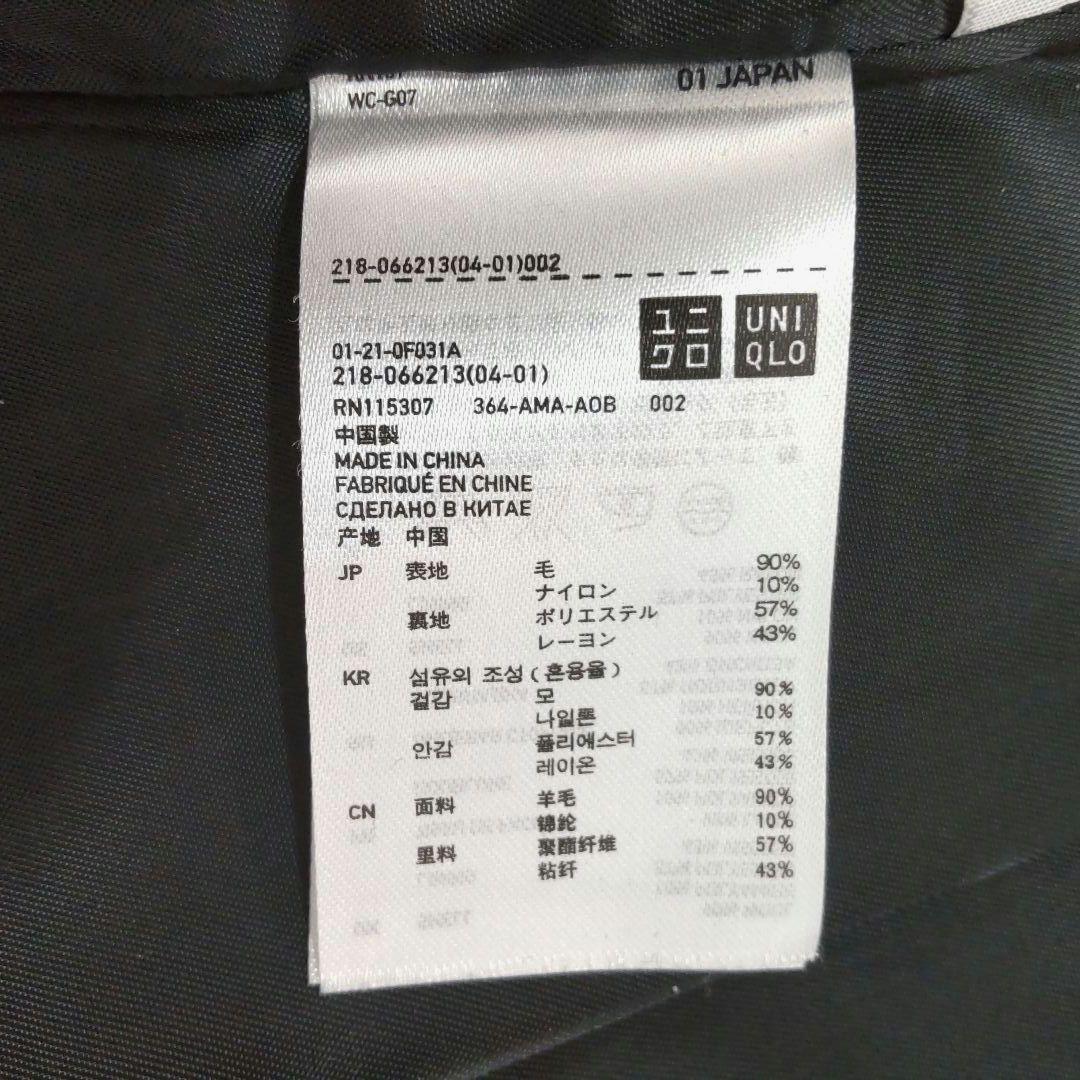 WC-G07
01 JAPAN
218-066213(04-01)002
ユニクロ
UNIQLO
01-21-0F031A
218-066213(04-01)
RN115307 364-AMA-AOB 002
中国製
MADE IN CHINA
FABRIQUÉ EN CHINE
СДЕЛАНО В КИТАЕ
产地 中国
JP 表地 毛 90%
ナイロン 10%
裏地 ポリエステル 57%
レーヨン 43%
KR 섬유의 조성 (혼용율)
겉감 모 90%
나일론 10%
안감 폴리에스터 57%
레이온 43%
CN 面料 羊毛 90%
锦纶 10%
里料 聚酯纤维 57%
粘纤 43%